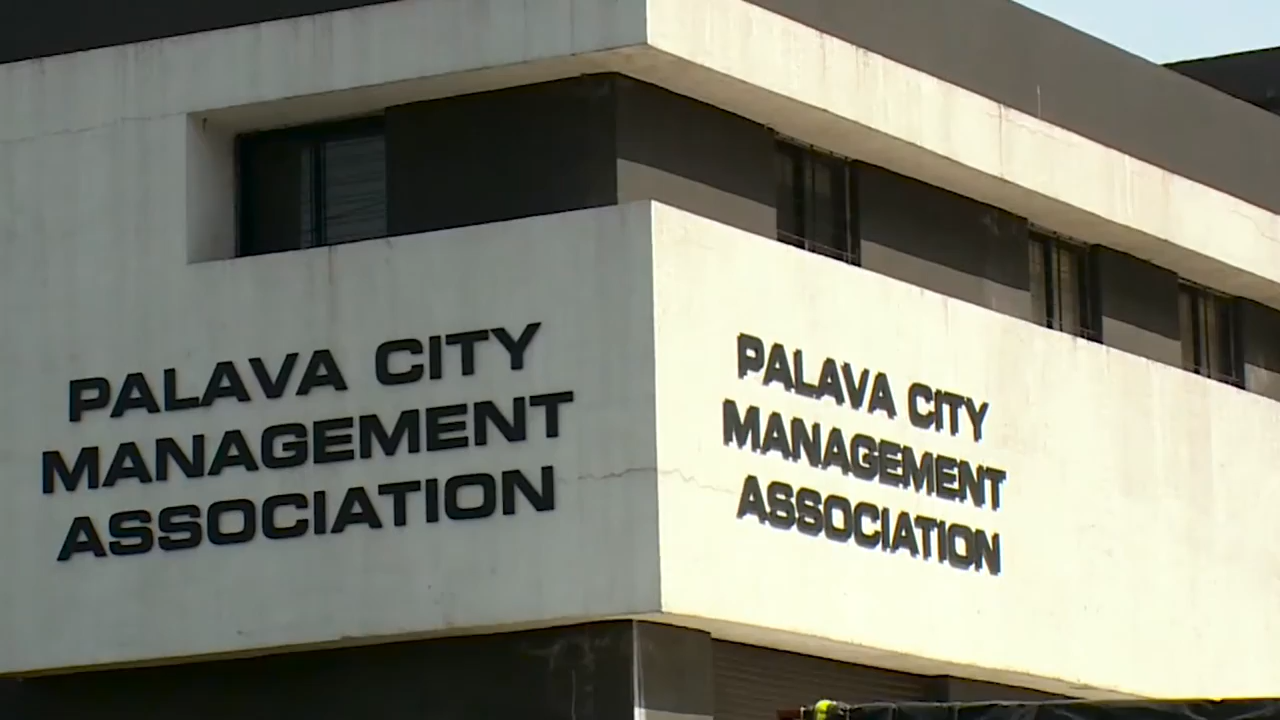 PALAVA CITY
MANAGEMENT
ASSOCIATION
PALAVA CITY
MANAGEMENT
ASSOCIATION